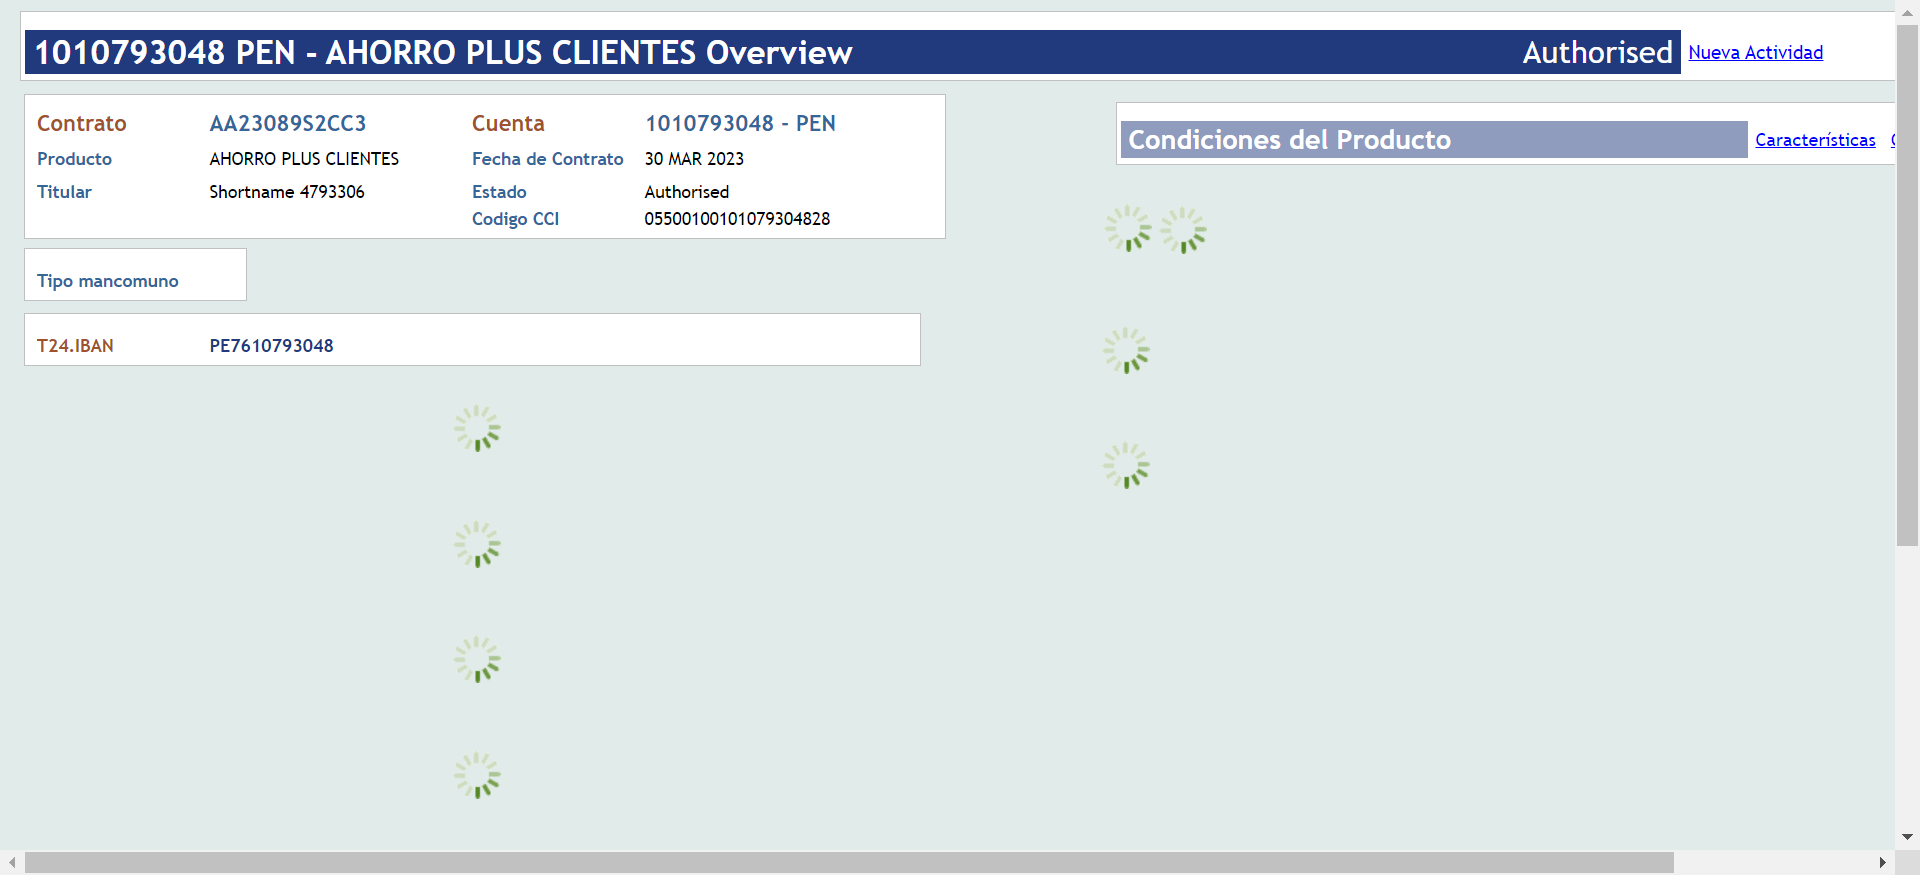 1010793048 PEN - AHORRO PLUS CLIENTES Overview Authorised Nueva Actividad
Contrato AA23089S2CC3 Cuenta 1010793048 - PEN
Producto AHORRO PLUS CLIENTES Fecha de Contrato 30 MAR 2023
Titular Shortname 4793306 Estado Authorised
Codigo CCI 05500100101079304828
Tipo mancomuno
T24.IBAN PE7610793048
Condiciones del Producto Características